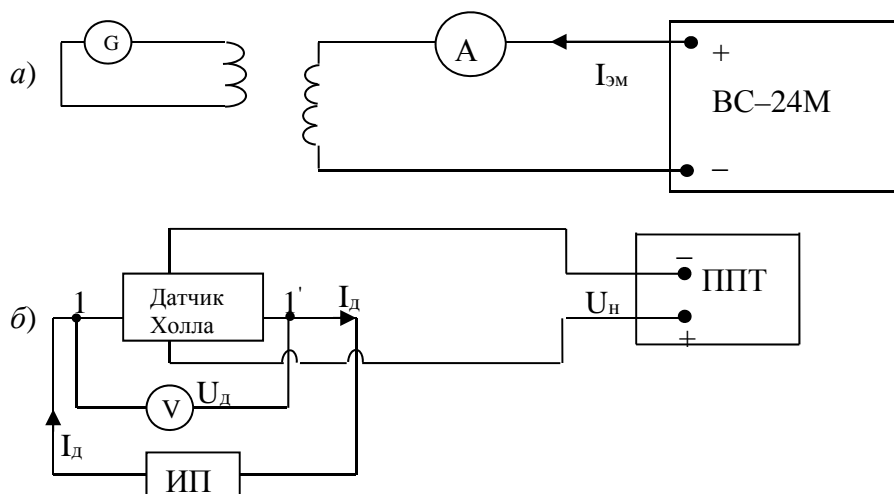 а)
G
A
Iэм
+
ВС–24М
–
б)
1
Датчик
Холла
1'
Iд
Uн
–
ППТ
+
V
Uд
Iд
ИП